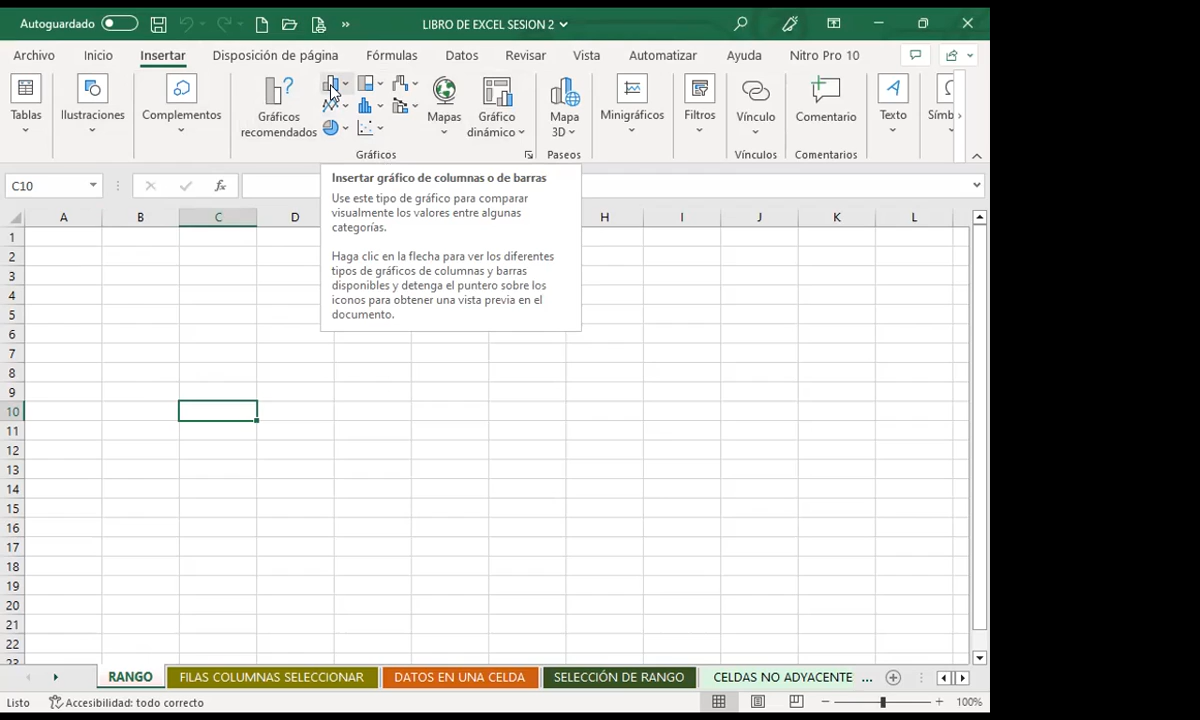 Autoguardado
LIBRO DE EXCEL SESION 2
Archivo Inicio Insertar Disposición de página Fórmulas Datos Revisar Vista Automatizar Ayuda Nitro Pro 10
Tablas
Ilustraciones
Complementos
Gráficos
recomendados
Mapas
Gráfico
dinámico
Mapa
3D
Minigráficos
Filtros
Vínculo
Comentario
Texto
Símb
Gráficos Paseos Vínculos Comentarios
C10
fx
Insertar gráfico de columnas o de barras
Use este tipo de gráfico para comparar
visualmente los valores entre algunas
categorías.
Haga clic en la flecha para ver los diferentes
tipos de gráficos de columnas y barras
disponibles y detenga el puntero sobre los
iconos para obtener una vista previa en el
documento.
A B C D H I J K L
1
2
3
4
5
6
7
8
9
10
11
12
13
14
15
16
17
18
19
20
21
22
23
RANGO FILAS COLUMNAS SELECCIONAR DATOS EN UNA CELDA SELECCIÓN DE RANGO CELDAS NO ADYACENTE ...
Listo Accesibilidad: todo correcto 100%